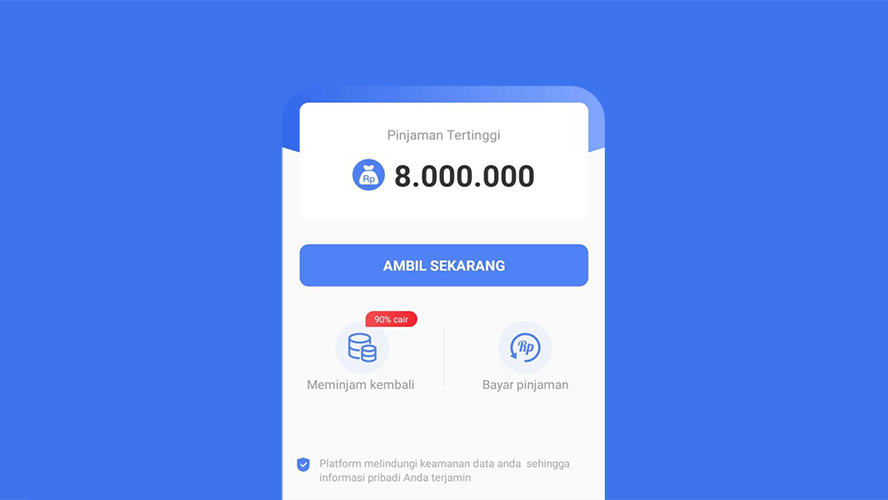 Pinjaman Tertinggi
Rp 8.000.000
AMBIL SEKARANG
90% cair
Rp
Meminjam kembali
Bayar pinjaman
Platform melindungi keamanan data anda sehingga
informasi pribadi Anda terjamin